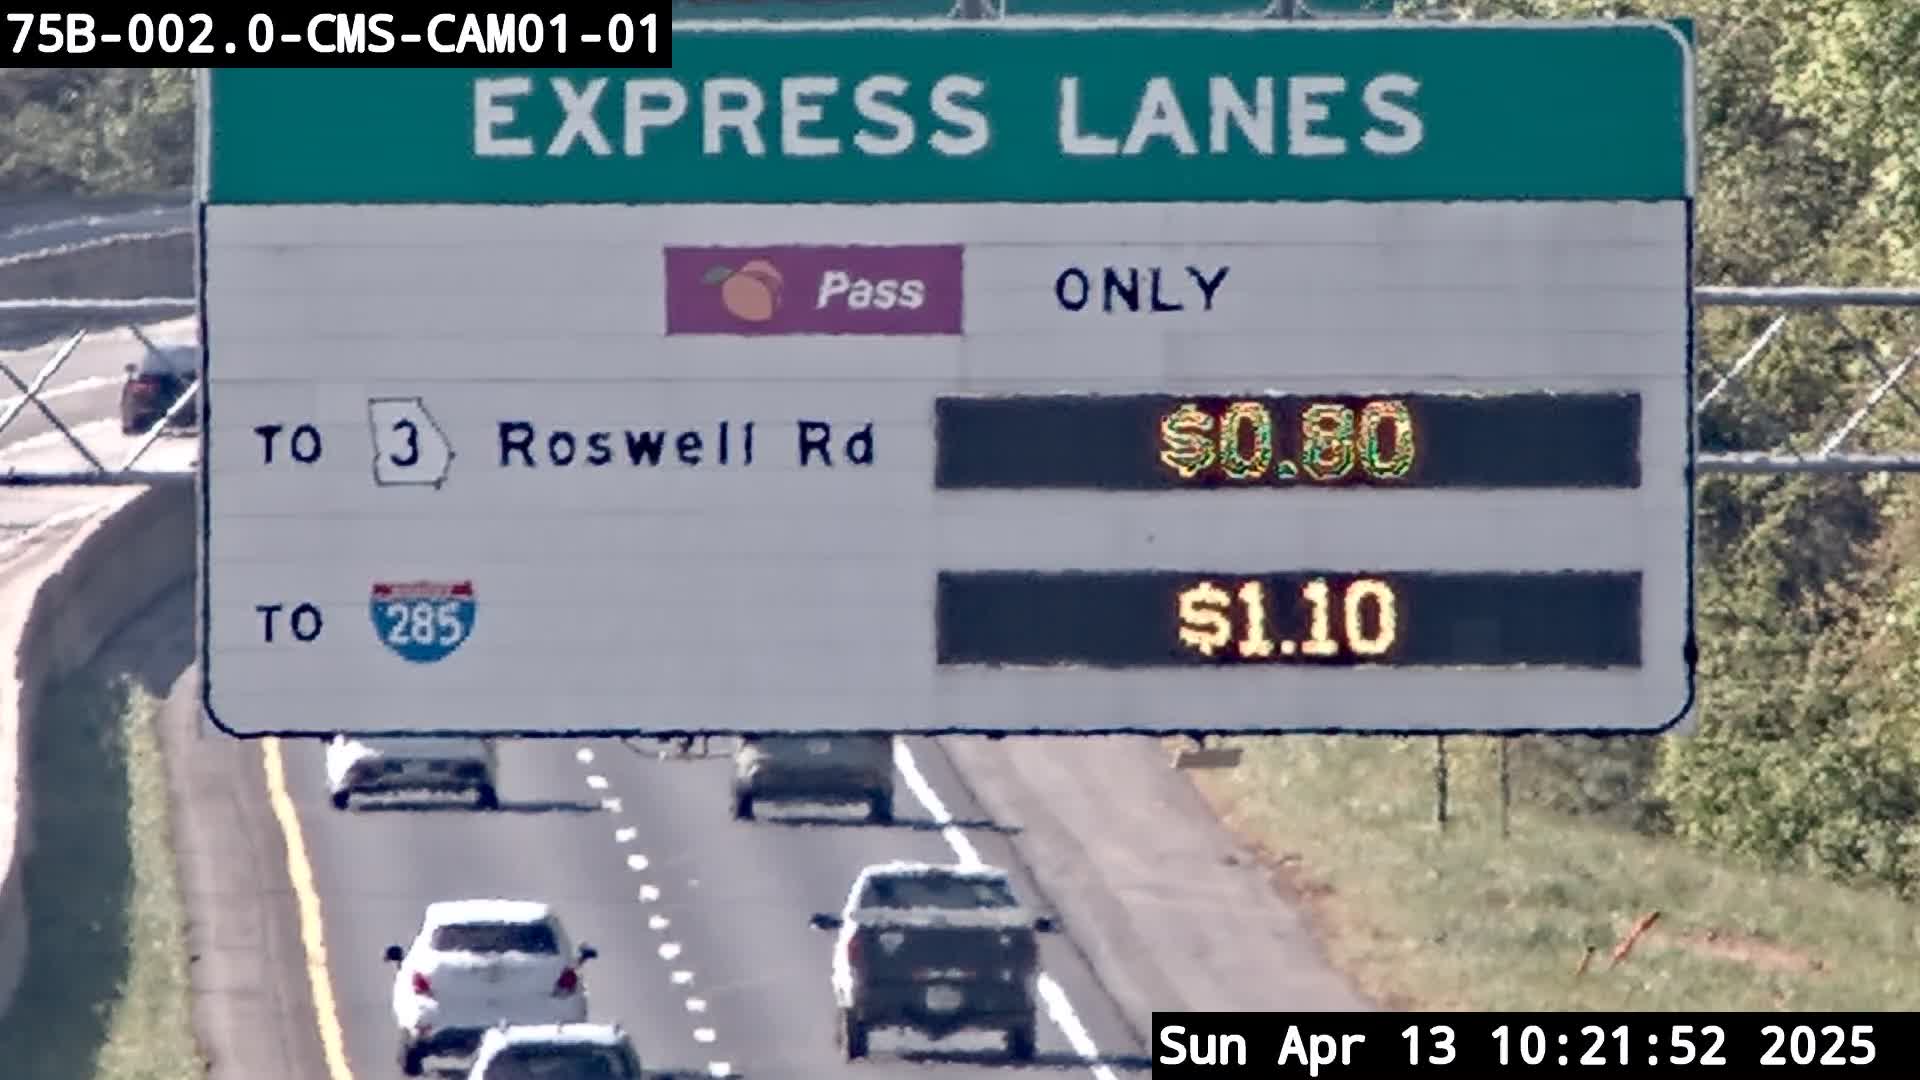 75B-002.0-CMS-CAM01-01
EXPRESS LANES
Pass ONLY
TO 3 Roswell Rd $0.80
TO 285 $1.10
Sun Apr 13 10:21:52 2025